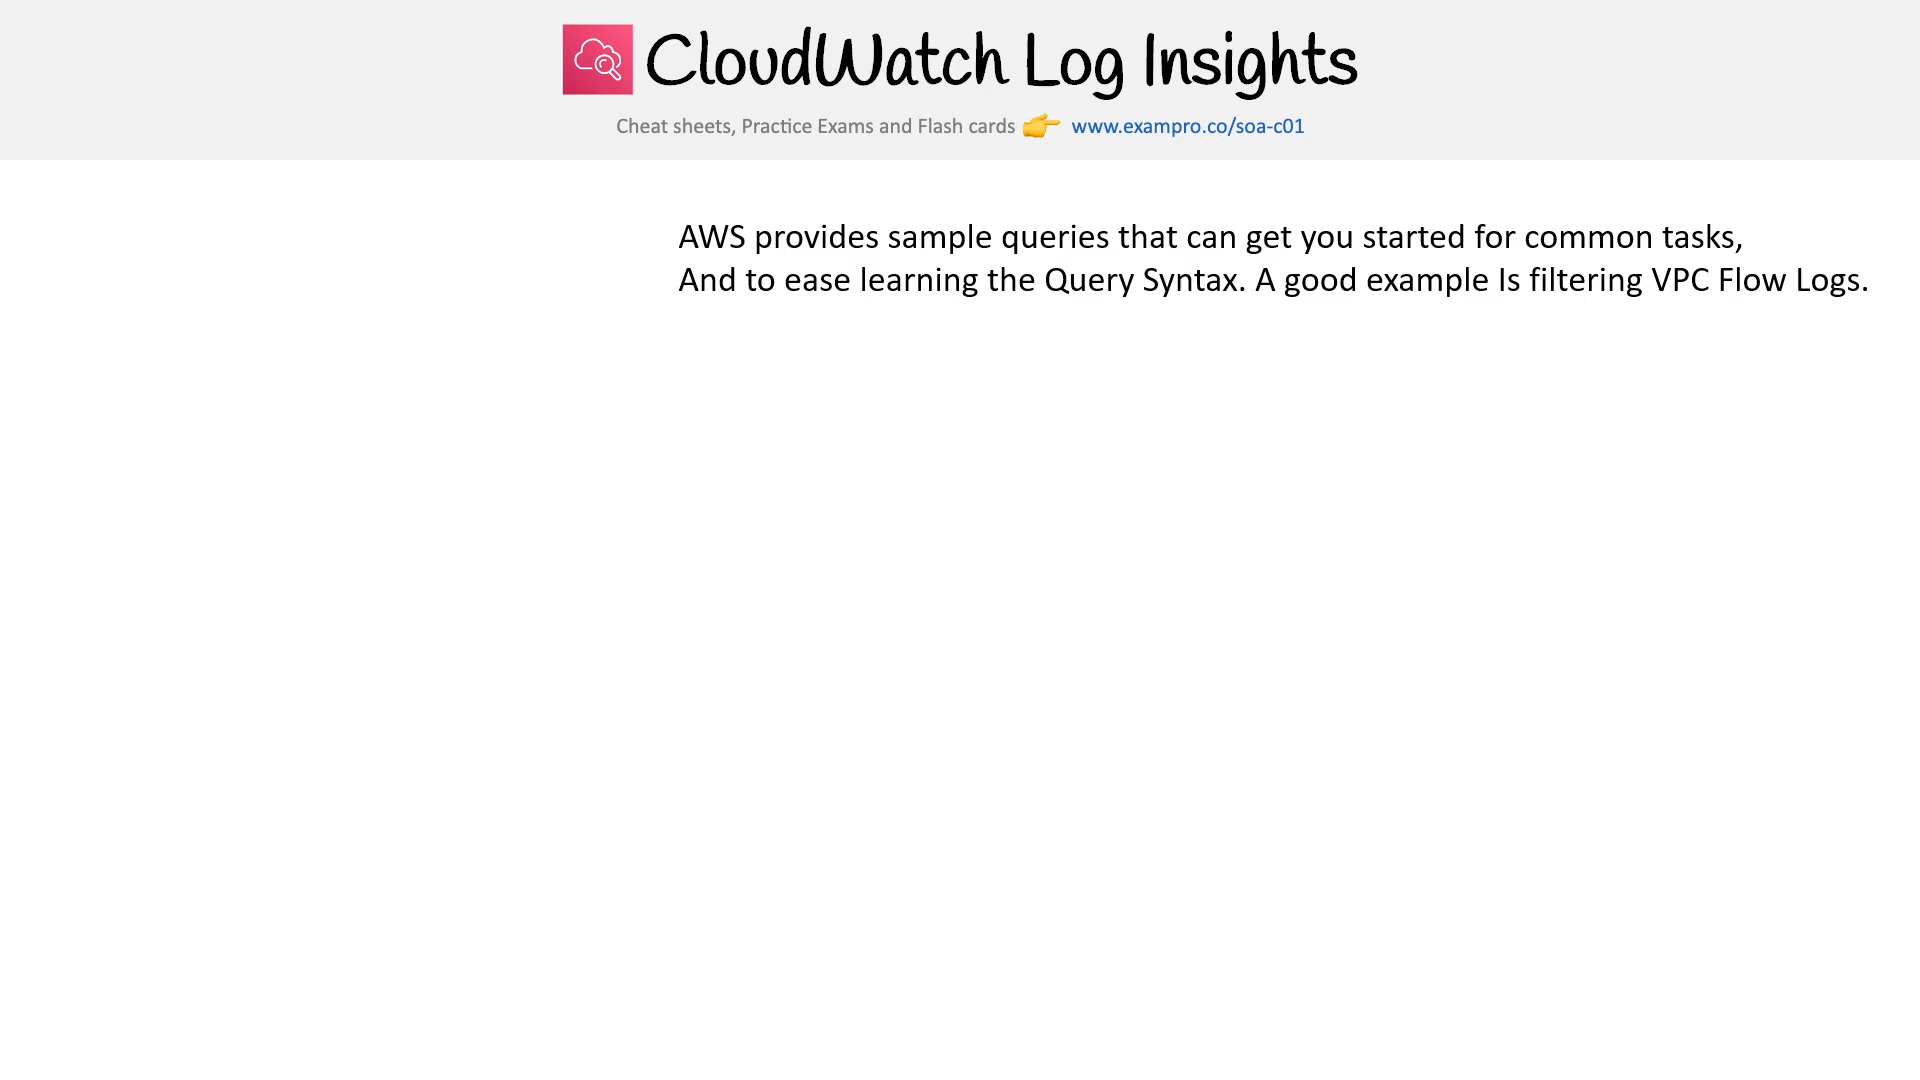 CloudWatch Log Insights
Cheat sheets, Practice Exams and Flash cards 👉 www.exampro.co/soa-c01
AWS provides sample queries that can get you started for common tasks,
And to ease learning the Query Syntax. A good example Is filtering VPC Flow Logs.